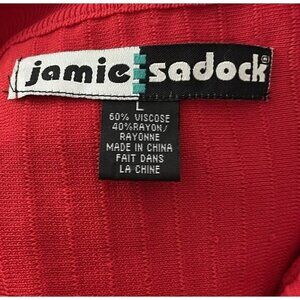 jamie sadock®
L
60% VISCOSE
40%RAYON/
RAYONNE
MADE IN CHINA
FAIT DANS
LA CHINE